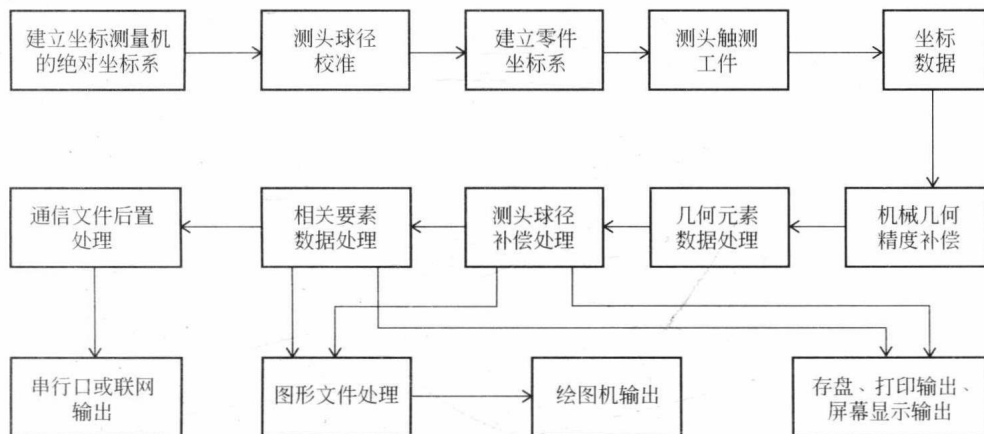 建立坐标测量机
的绝对坐标系
测头球径
校准
建立零件
坐标系
测头触测
工件
坐标
数据
通信文件后置
处理
相关要素
数据处理
测头球径
补偿处理
几何元素
数据处理
机械几何
精度补偿
串行口或联网
输出
图形文件处理
绘图机输出
存盘、打印输出、
屏幕显示输出